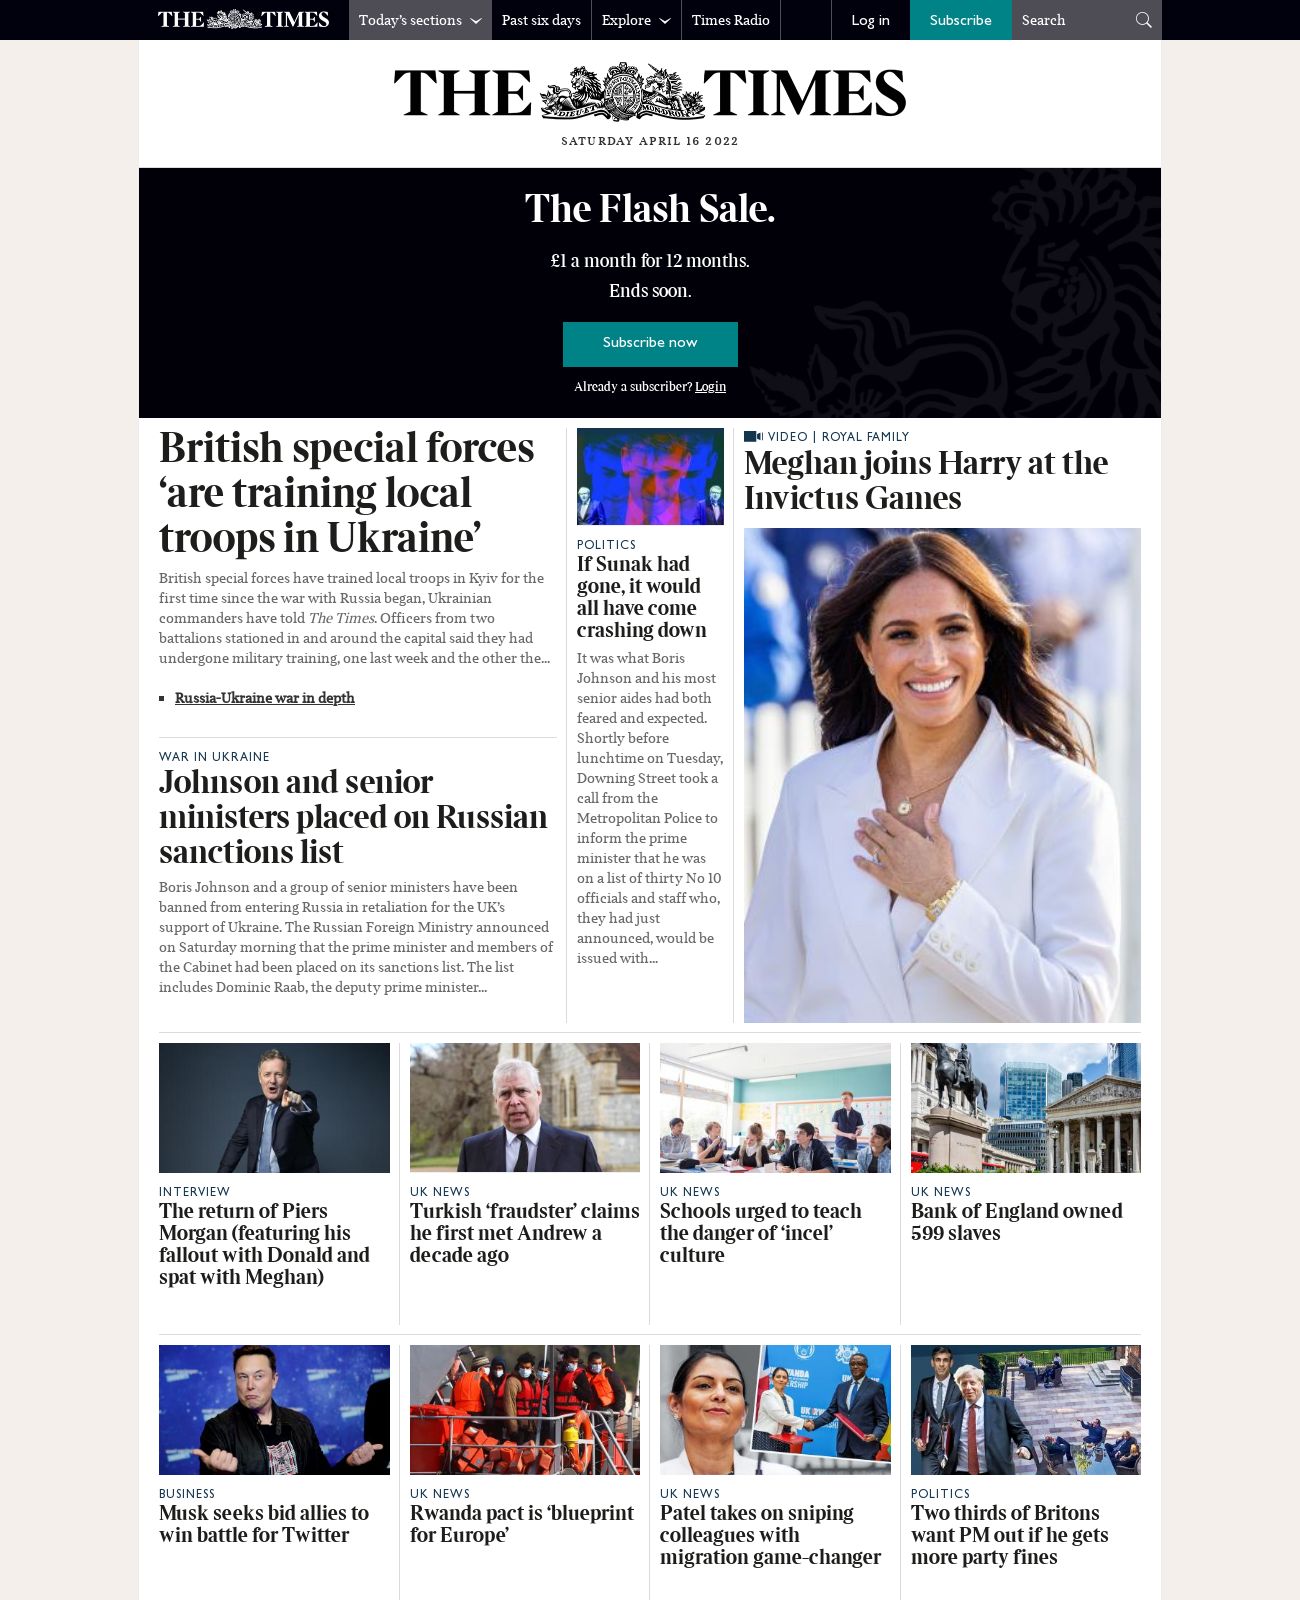 THE TIMES
Today's sections
Past six days
Explore
Times Radio
Log in
Subscribe
Search
THE TIMES
DIEU ET MON DROIT
SATURDAY APRIL 16 2022
The Flash Sale.
£1 a month for 12 months.
Ends soon.
Subscribe now
Already a subscriber? Login
British special forces
‘are training local
troops in Ukraine’
British special forces have trained local troops in Kyiv for the
first time since the war with Russia began, Ukrainian
commanders have told The Times. Officers from two
battalions stationed in and around the capital said they had
undergone military training, one last week and the other the...
Russia-Ukraine war in depth
WAR IN UKRAINE
Johnson and senior
ministers placed on Russian
sanctions list
Boris Johnson and a group of senior ministers have been
banned from entering Russia in retaliation for the UK’s
support of Ukraine. The Russian Foreign Ministry announced
on Saturday morning that the prime minister and members of
the Cabinet had been placed on its sanctions list. The list
includes Dominic Raab, the deputy prime minister...
POLITICS
If Sunak had
gone, it would
all have come
crashing down
It was what Boris
Johnson and his most
senior aides had both
feared and expected.
Shortly before
lunchtime on Tuesday,
Downing Street took a
call from the
Metropolitan Police to
inform the prime
minister that he was
on a list of thirty No 10
officials and staff who,
they had just
announced, would be
issued with...
VIDEO | ROYAL FAMILY
Meghan joins Harry at the
Invictus Games
INTERVIEW
The return of Piers
Morgan (featuring his
fallout with Donald and
spat with Meghan)
UK NEWS
Turkish ‘fraudster’ claims
he first met Andrew a
decade ago
UK NEWS
Schools urged to teach
the danger of ‘incel’
culture
UK NEWS
Bank of England owned
599 slaves
BUSINESS
Musk seeks bid allies to
win battle for Twitter
UK NEWS
Rwanda pact is ‘blueprint
for Europe’
UK NEWS
Patel takes on sniping
colleagues with
migration game-changer
POLITICS
Two thirds of Britons
want PM out if he gets
more party fines